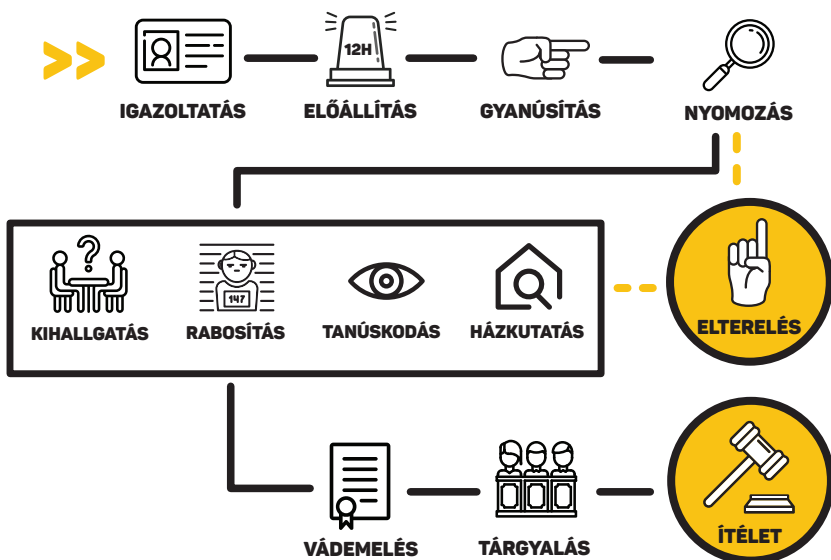 12H
IGAZOLTATÁS
ELŐÁLLÍTÁS
GYANÚSÍTÁS
NYOMOZÁS
?
147
KIHALLGATÁS
RABOSÍTÁS
TANÚSKODÁS
HÁZKUTATÁS
ELTERELÉS
VÁDEMELÉS
TÁRGYALÁS
ÍTÉLET